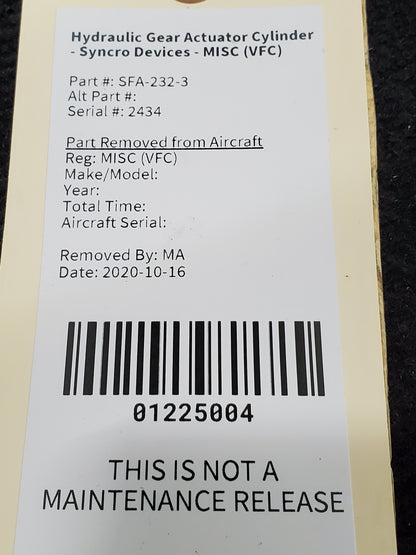 Hydraulic Gear Actuator Cylinder
- Syncro Devices - MISC (VFC)
Part #: SFA-232-3
Alt Part #:
Serial #: 2434
Part Removed from Aircraft
Reg: MISC (VFC)
Make/Model:
Year:
Total Time:
Aircraft Serial:
Removed By: MA
Date: 2020-10-16
01225004
THIS IS NOT A
MAINTENANCE RELEASE